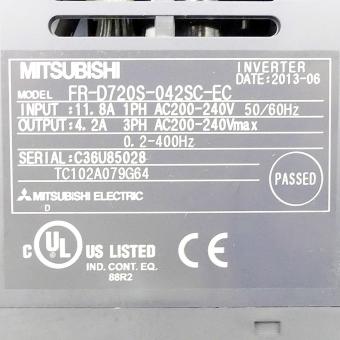 MITSUBISHI INVERTER
MODEL FR-D720S-042SC-EC DATE:2013-06
INPUT :11.8A 1PH AC200-240V 50/60Hz
OUTPUT:4.2A 3PH AC200-240Vmax
0.2-400Hz
SERIAL:C36U85028
TC102A079G64
PASSED
MITSUBISHI ELECTRIC
D
C UL US LISTED CE
IND. CONT. EQ.
88R2